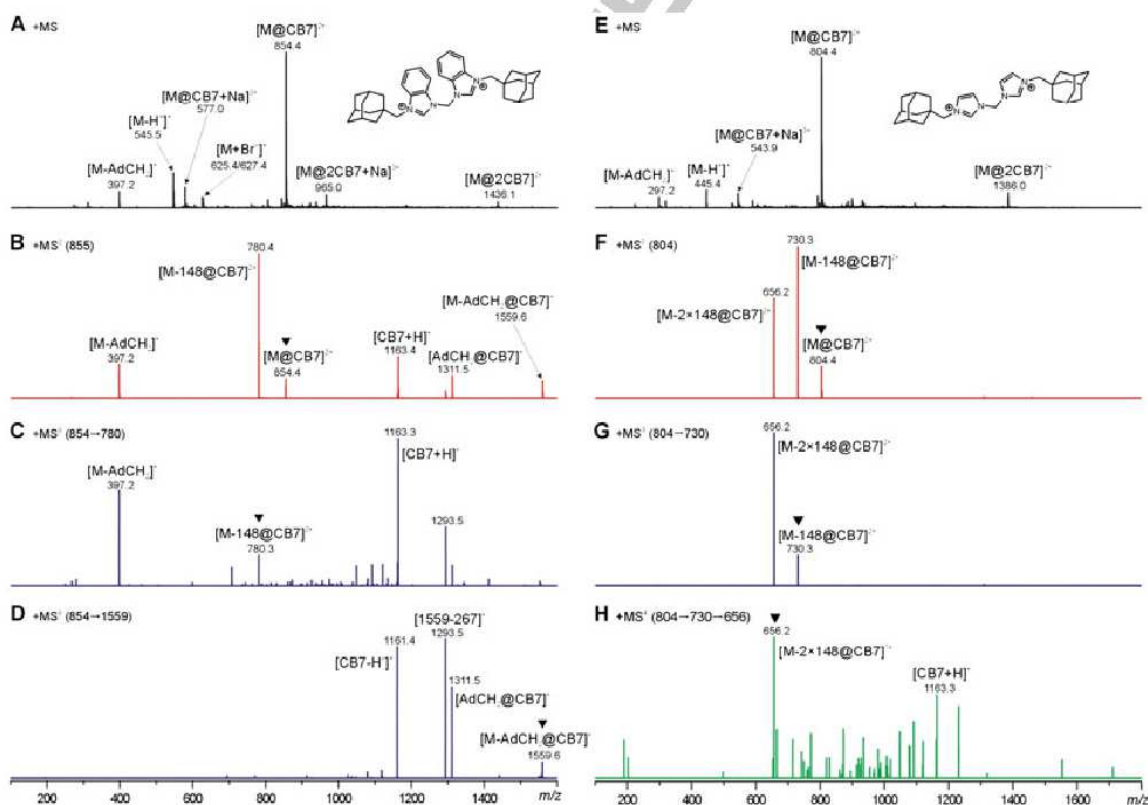 A +MS
[M@CB7]²⁺
854.4
[M@CB7+Na]³⁺
577.0
[M-H⁺]⁺
545.5
[M+Br⁻]⁺
625.4/627.4
[M-AdCH₂]⁺
397.2
[M@2CB7+Na]³⁺
965.0
[M@2CB7]²⁺
1436.1
N
N
N
N
B +MS² (855)
780.4
[M-148@CB7]²⁺
[M-AdCH₂]⁺
397.2
[M@CB7]²⁺
854.4
[CB7+H]⁺
1163.4
[AdCH₂@CB7]⁺
1311.5
[M-AdCH₂@CB7]⁺
1559.6
C +MS³ (854→780)
1163.3
[CB7+H]⁺
[M-AdCH₂]⁺
397.2
[M-148@CB7]²⁺
780.3
1293.5
D +MS³ (854→1559)
[1559-267]⁺
1293.5
1161.4
[CB7-H⁻]⁺
1311.5
[AdCH₂@CB7]⁺
[M-AdCH₂@CB7]⁺
1559.6
200 400 600 800 1000 1200 1400 m/z
E +MS
[M@CB7]²⁺
804.4
[M@CB7+Na]³⁺
543.9
[M-H⁺]⁺
445.4
[M-AdCH₂]⁺
297.2
[M@2CB7]²⁺
1386.0
N
N
N
N
F +MS² (804)
730.3
[M-148@CB7]²⁺
656.2
[M-2×148@CB7]²⁺
[M@CB7]²⁺
804.4
G +MS³ (804→730)
656.2
[M-2×148@CB7]²⁺
[M-148@CB7]²⁺
730.3
H +MS⁴ (804→730→656)
656.2
[M-2×148@CB7]²⁺
[CB7+H]⁺
1163.3
200 400 600 800 1000 1200 1400 1600 m/z